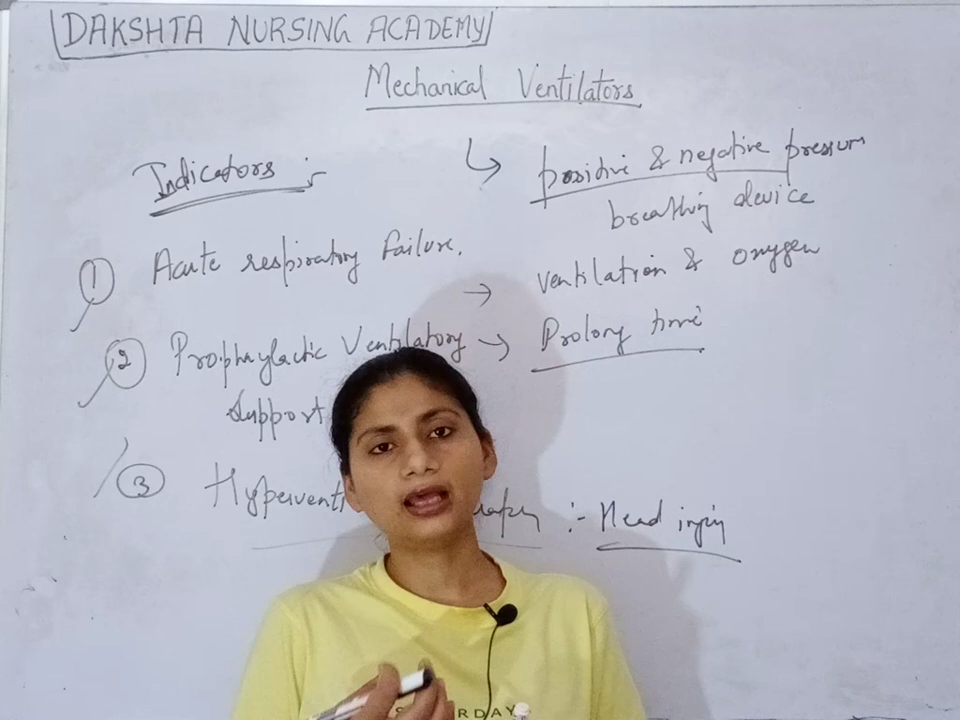 DAKSHTA NURSING ACADEMY
Mechanical Ventilators
Indicators :-
→ positive & negative pressure
breathing device
→ ventilation & oxygen
→ Prolong time
① Acute respiratory failure.
② Prophylactic Ventilatory
Support
③ Hyperventi :- Head injury
S RDAY